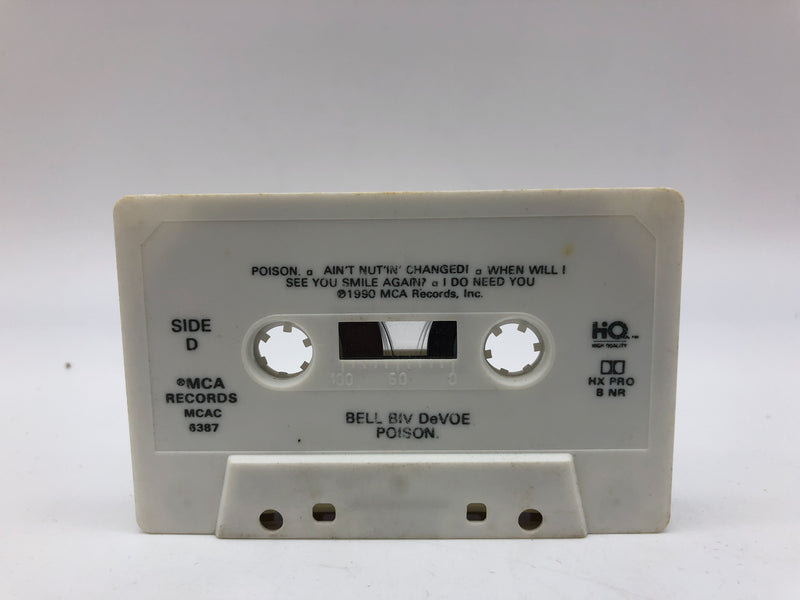 POISON. a AIN'T NUT'IN' CHANGED! a WHEN WILL I
SEE YOU SMILE AGAIN? a I DO NEED YOU
℗1990 MCA Records, Inc.
SIDE
D
®MCA
RECORDS
MCAC
6387
HQ
HIGH QUALITY
HX PRO
B NR
100 50 0
BELL BIV DeVOE
POISON.